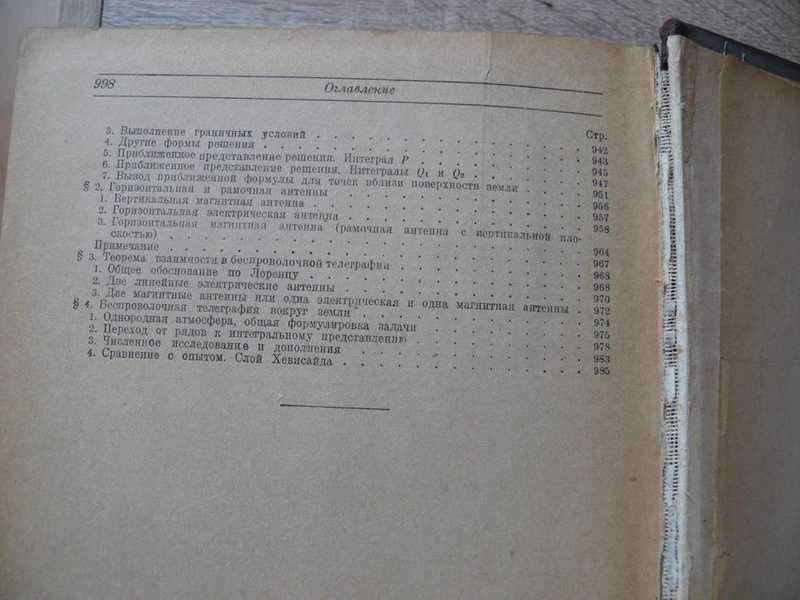 998
Оглавление
Стр.
3. Выполнение граничных условий . . . . . . . . . . . . . . . 942
4. Другие формы решения . . . . . . . . . . . . . . . . . . 943
5. Приближенное представление решения. Интеграл P . . . . . . . . . 945
6. Приближенное представление решения. Интегралы Q₁ и Q₂ . . . . . . 947
7. Вывод приближенной формулы для точек вблизи поверхности земли . . . 951
§ 2. Горизонтальная и рамочная антенны . . . . . . . . . . . . . . 956
1. Вертикальная магнитная антенна . . . . . . . . . . . . . . . 957
2. Горизонтальная электрическая антенна . . . . . . . . . . . . . 958
3. Горизонтальная магнитная антенна (рамочная антенна с вертикальной пло-
скостью) . . . . . . . . . . . . . . . . . . . . . . . 964
Примечание . . . . . . . . . . . . . . . . . . . . . . . 967
§ 3. Теорема взаимности в беспроволочной телеграфии . . . . . . . . . 968
1. Общее обоснование по Лоренцу . . . . . . . . . . . . . . . 968
2. Две линейные электрические антенны . . . . . . . . . . . . . 970
3. Две магнитные антенны или одна электрическая и одна магнитная антенны . 972
§ 4. Беспроволочная телеграфия вокруг земли . . . . . . . . . . . . 974
1. Однородная атмосфера, общая формулировка задачи . . . . . . . . 975
2. Переход от рядов к интегральному представлению . . . . . . . . . 978
3. Численное исследование и дополнения . . . . . . . . . . . . . 983
4. Сравнение с опытом. Слой Хевисайда . . . . . . . . . . . . . . 985